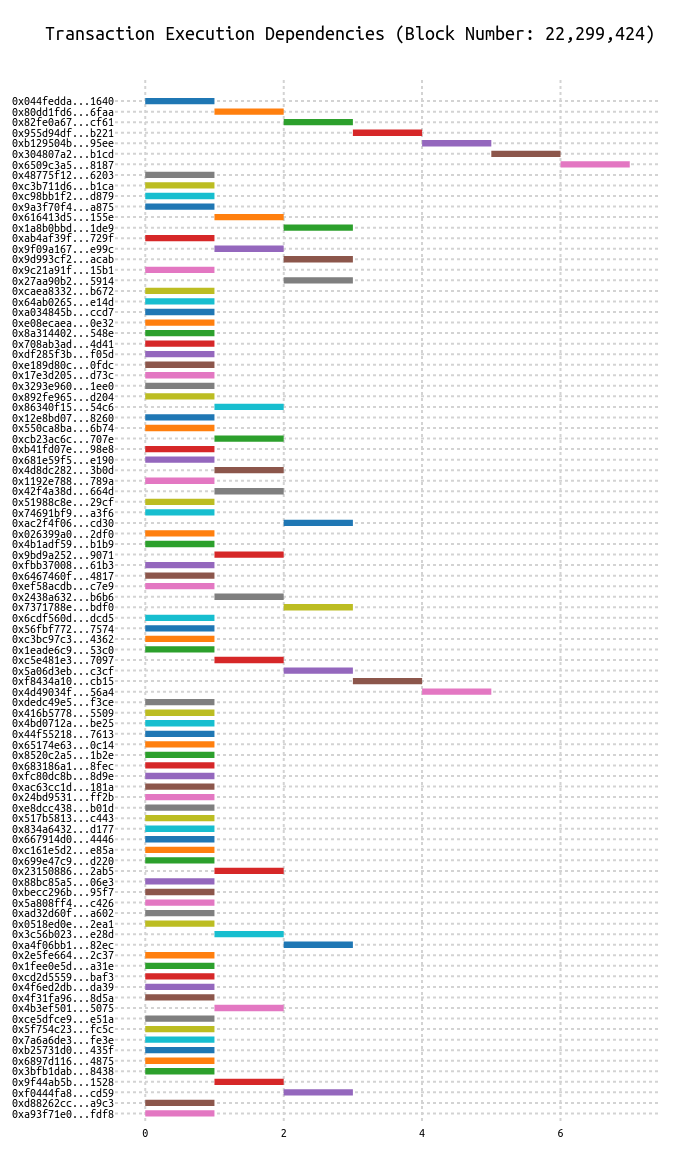 Transaction Execution Dependencies (Block Number: 22,299,424)
0x044fedda...1640
0x80dd1fd6...6faa
0x82fe0a67...cf61
0x955d94df...b221
0xb129504b...95ee
0x304807a2...b1cd
0x6509c3a5...8187
0x48775f12...6203
0xc3b711d6...b1ca
0xc98bb1f2...d879
0x9a3f70f4...a875
0x616413d5...155e
0x1a8b0bbd...1de9
0xab4af39f...729f
0x9f09a167...e99c
0x9d993cf2...acab
0x9c21a91f...15b1
0x27aa90b2...5914
0xcaea8332...b672
0x64ab0265...e14d
0xa034845b...ccd7
0xe08ecaea...0e32
0x8a314402...548e
0x708ab3ad...4d41
0xdf285f3b...f05d
0xe189d80c...0fdc
0x17e3d205...d73c
0x3293e960...1ee0
0x892fe965...d204
0x86340f15...54c6
0x12e8bd07...8260
0x550ca8ba...6b74
0xcb23ac6c...707e
0xb41fd07e...98e8
0x681e59f5...e190
0x4d8dc282...3b0d
0x1192e788...789a
0x42f4a38d...664d
0x51988c8e...29cf
0x74691bf9...a3f6
0xac2f4f06...cd30
0x026399a0...2df0
0x4b1adf59...b1b9
0x9bd9a252...9071
0xfbb37008...61b3
0x6467460f...4817
0xef58acdb...c7e9
0x2438a632...b6b6
0x7371788e...bdf0
0x6cdf560d...dcd5
0x56fbf772...7574
0xc3bc97c3...4362
0x1eade6c9...53c0
0xc5e481e3...7097
0x5a06d3eb...c3cf
0xf8434a10...cb15
0x4d49034f...56a4
0xdedc49e5...f3ce
0x416b5778...5509
0x4bd0712a...be25
0x44f55218...7613
0x65174e63...0c14
0x8520c2a5...1b2e
0x683186a1...8fec
0xfc80dc8b...8d9e
0xac63cc1d...181a
0x24bd9531...ff2b
0xe8dcc438...b01d
0x517b5813...c443
0x834a6432...d177
0x667914d0...4446
0xc161e5d2...e85a
0x699e47c9...d220
0x23150886...2ab5
0x88bc85a5...06e3
0xbecc296b...95f7
0x5a808ff4...c426
0xad32d60f...a602
0x0518ed0e...2ea1
0x3c56b023...e28d
0xa4f06bb1...82ec
0x2e5fe664...2c37
0x1fee0e5d...a31e
0xcd2d5559...baf3
0x4f6ed2db...da39
0x4f31fa96...8d5a
0x4b3ef501...5075
0xce5dfce9...e51a
0x5f754c23...fc5c
0x7a6a6de3...fe3e
0xb25731d0...435f
0x6897d116...4875
0x3bfb1dab...8438
0x9f44ab5b...1528
0xf0444fa8...cd59
0xd88262cc...a9c3
0xa93f71e0...fdf8
0 2 4 6